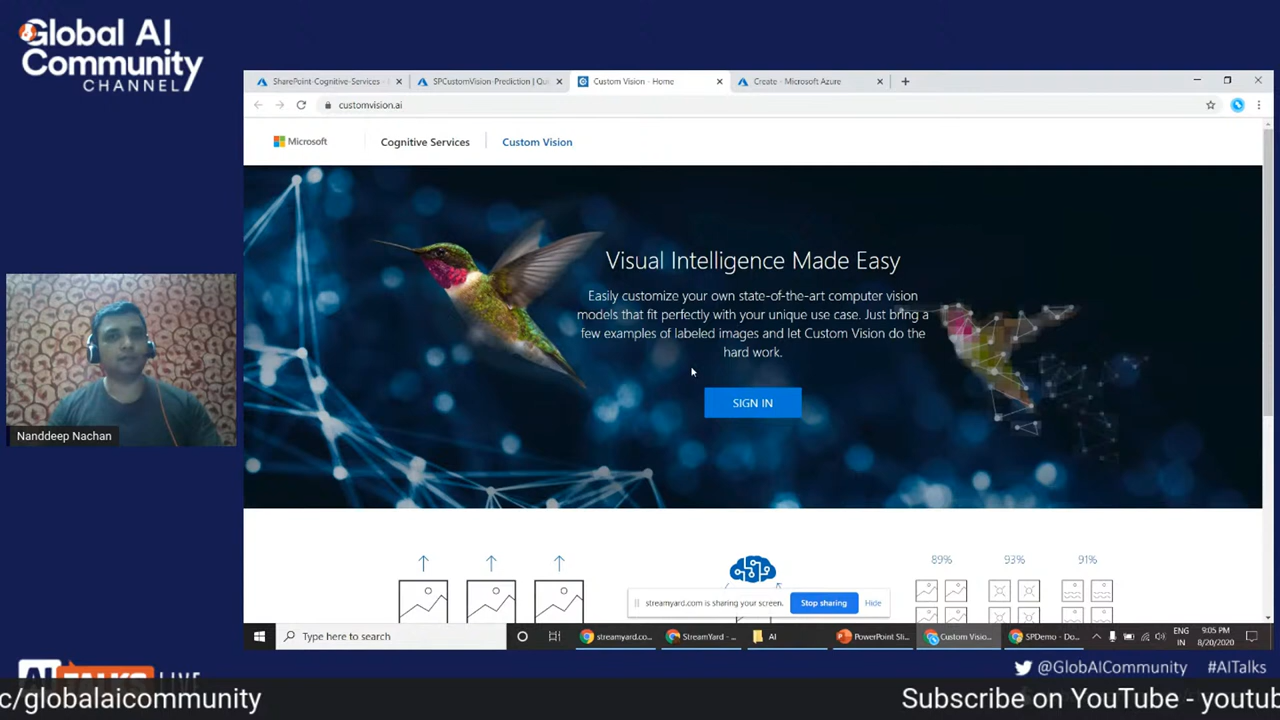 Global AI
Community
CHANNEL
SharePoint-Cognitive-Services -
SPCustomVision-Prediction | Qui
Custom Vision - Home
Create - Microsoft Azure
customvision.ai
Microsoft
Cognitive Services
Custom Vision
Visual Intelligence Made Easy
Easily customize your own state-of-the-art computer vision
models that fit perfectly with your unique use case. Just bring a
few examples of labeled images and let Custom Vision do the
hard work.
SIGN IN
Nanddeep Nachan
89%
93%
91%
streamyard.com is sharing your screen.
Stop sharing
Hide
Type here to search
streamyard.co...
StreamYard - ...
AI
PowerPoint Sli...
Custom Visio...
SPDemo - Do...
ENG
IN
9:05 PM
8/20/2020
@GlobAICommunity
#AITalks
c/globalaicommunity
Subscribe on YouTube - youtub